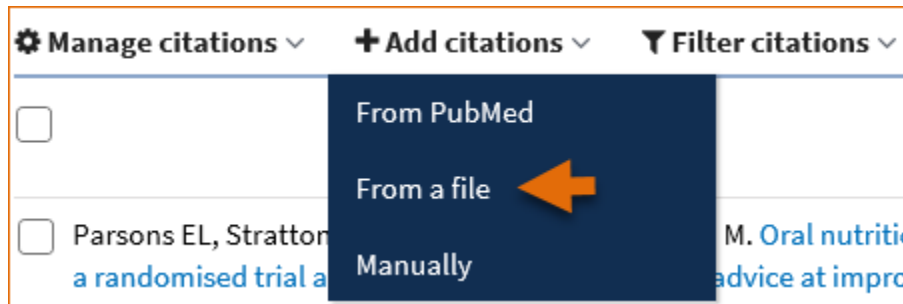 Manage citations
Add citations
Filter citations
From PubMed
From a file
Parsons EL, Stratton M. Oral nutriti
a randomised trial a advice at impro
Manually